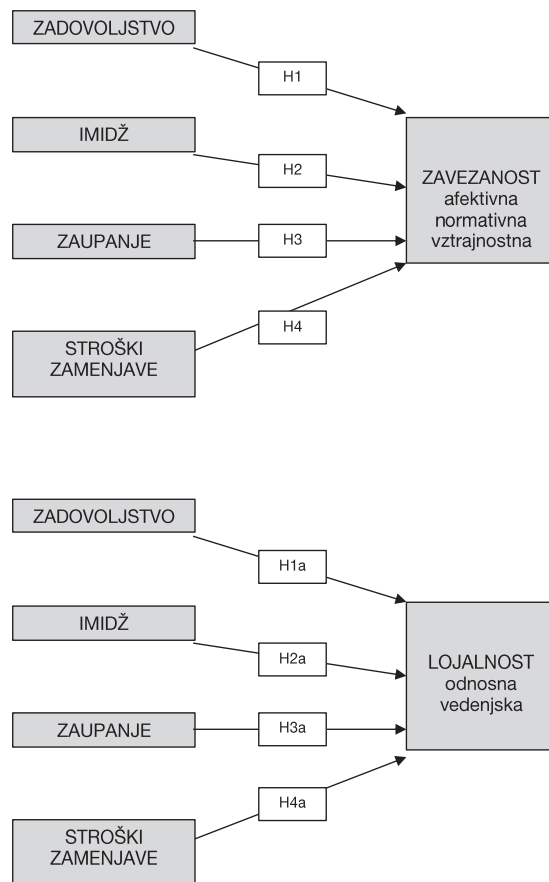 ZADOVOLJSTVO
H1
IMIDŽ
H2
ZAVEZANOST
afektivna
normativna
vztrajnostna
ZAUPANJE
H3
H4
STROŠKI
ZAMENJAVE
ZADOVOLJSTVO
H1a
IMIDŽ
H2a
LOJALNOST
odnosna
vedenjska
ZAUPANJE
H3a
H4a
STROŠKI
ZAMENJAVE